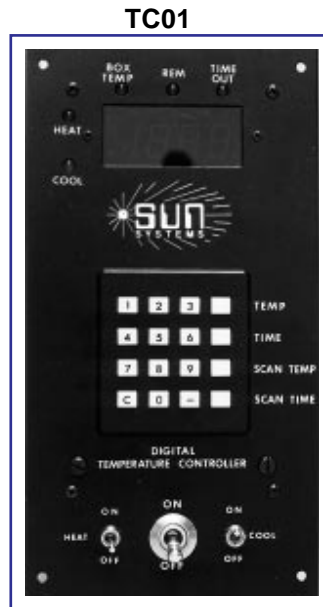 TC01
BOX TEMP REM TIME OUT
HEAT
COOL
SUN
SYSTEMS
1 2 3 TEMP
4 5 6 TIME
7 8 9 SCAN TEMP
C 0 – SCAN TIME
DIGITAL
TEMPERATURE CONTROLLER
ON ON ON
HEAT COOL
OFF OFF OFF